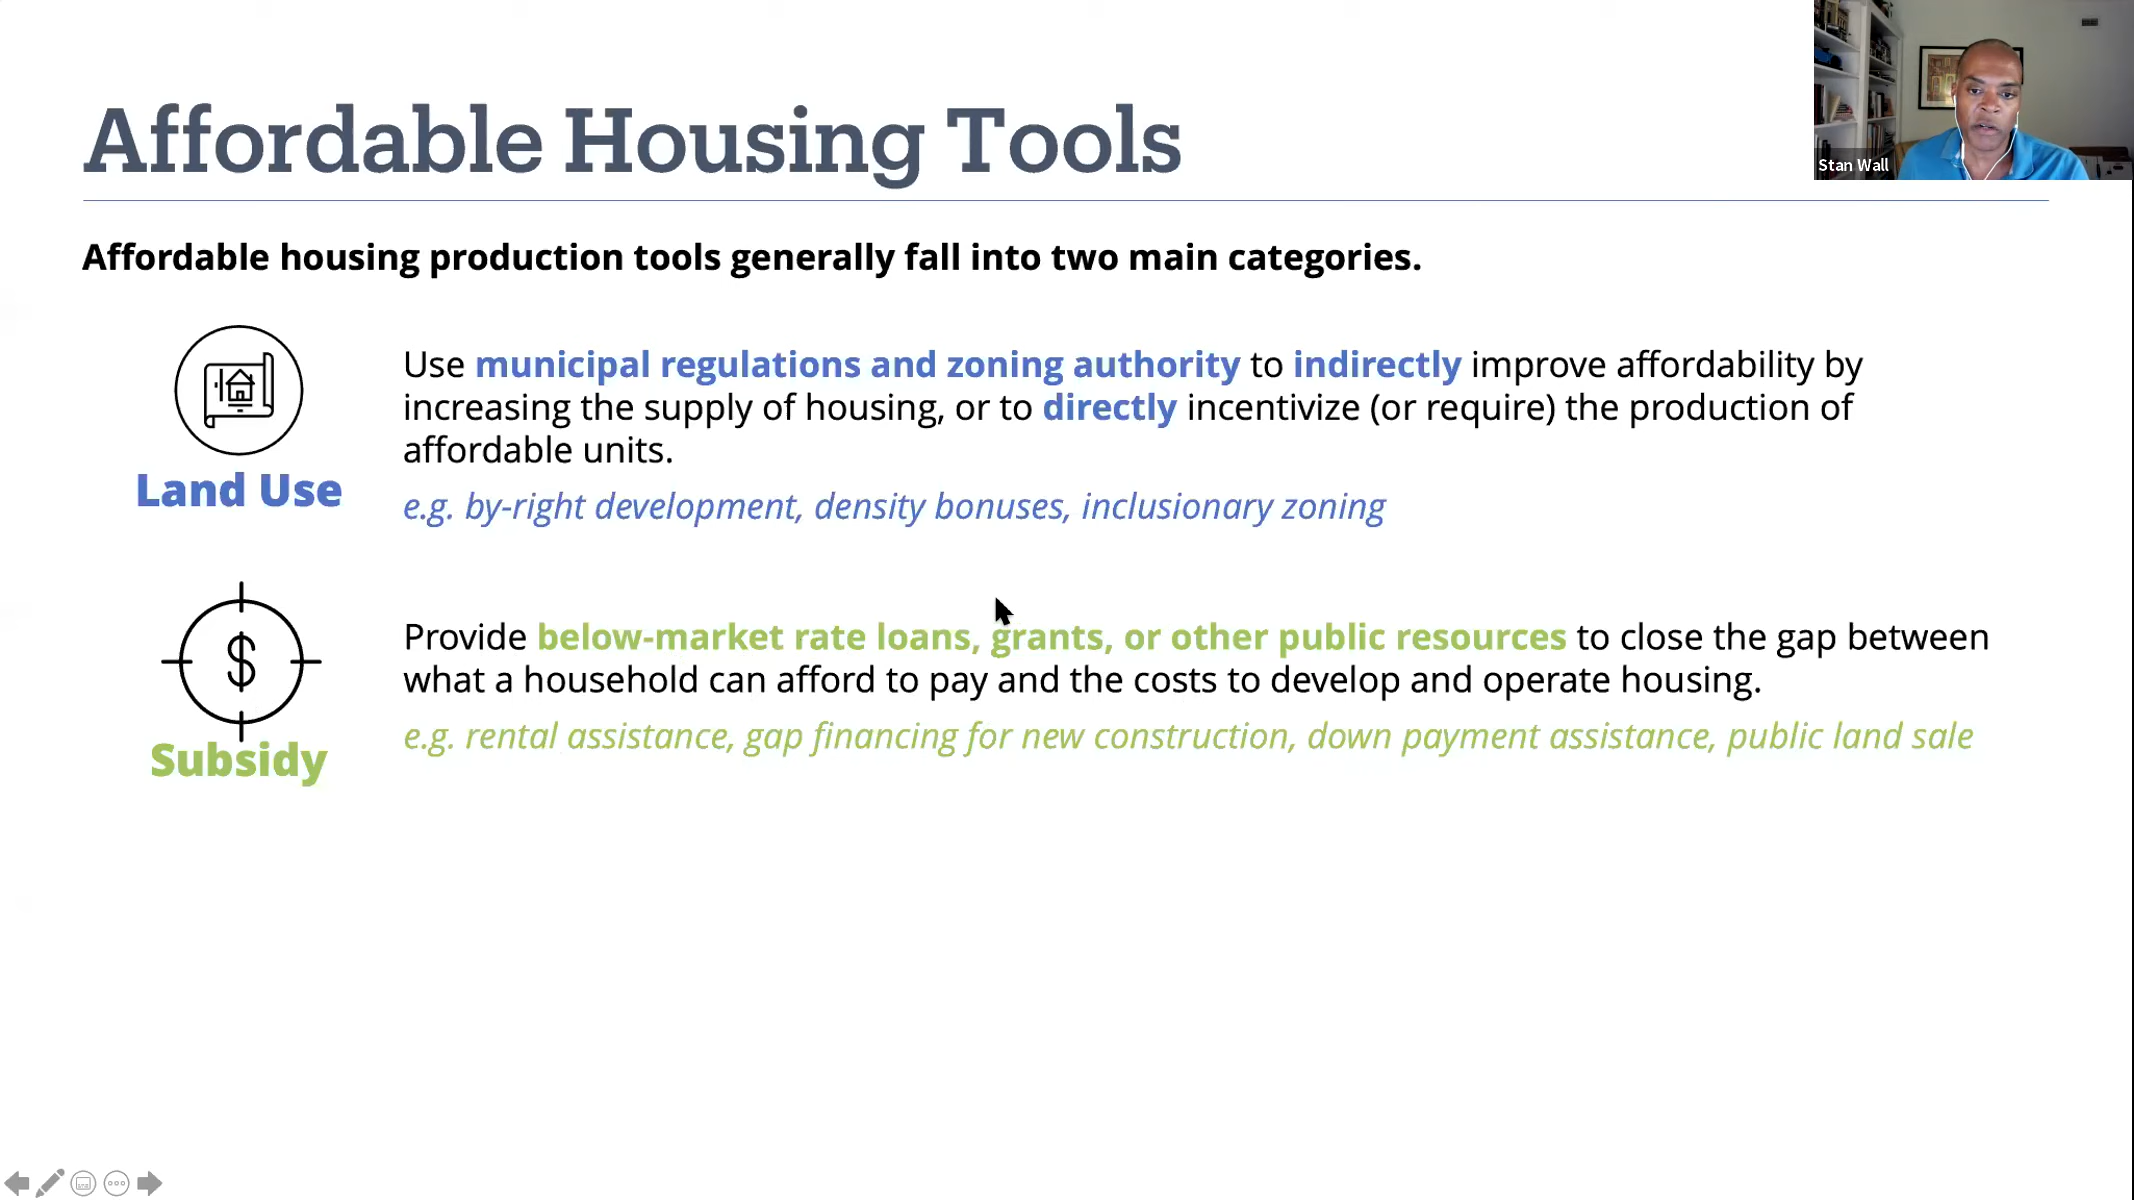 Affordable Housing Tools
Stan Wall
Affordable housing production tools generally fall into two main categories.
Land Use
Use municipal regulations and zoning authority to indirectly improve affordability by
increasing the supply of housing, or to directly incentivize (or require) the production of
affordable units.
e.g. by-right development, density bonuses, inclusionary zoning
$
Subsidy
Provide below-market rate loans, grants, or other public resources to close the gap between
what a household can afford to pay and the costs to develop and operate housing.
e.g. rental assistance, gap financing for new construction, down payment assistance, public land sale